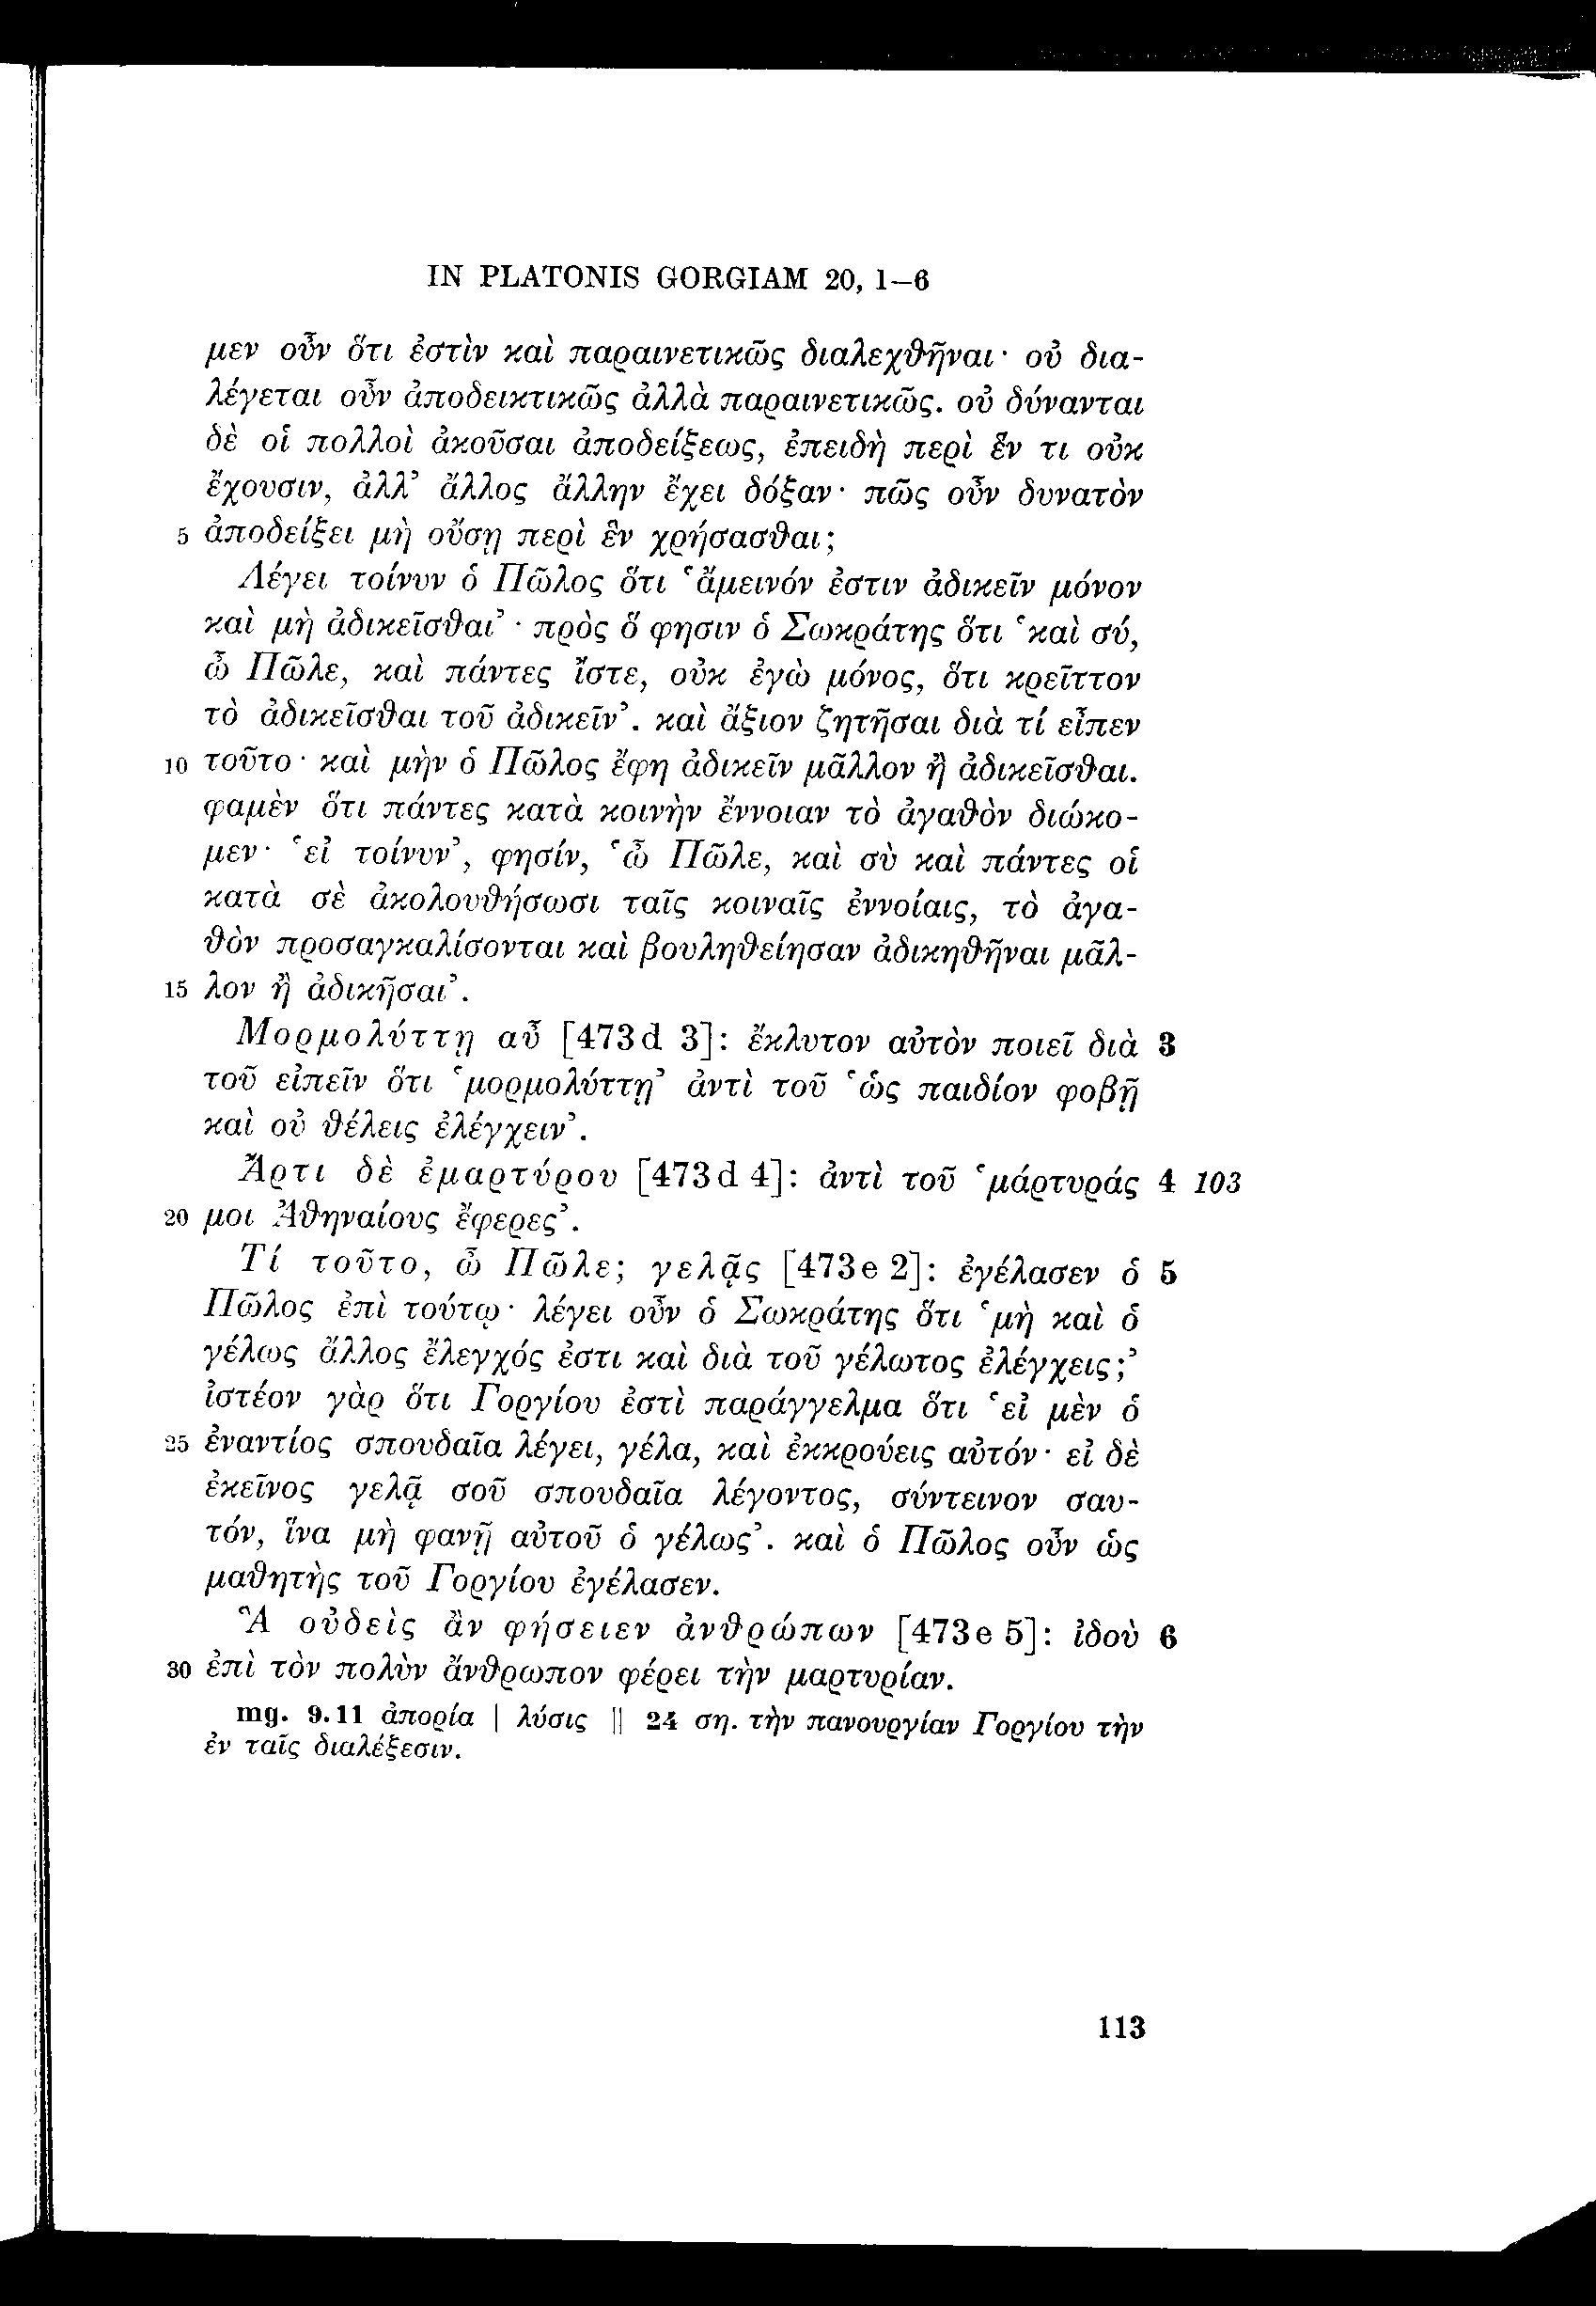 IN PLATONIS GORGIAM 20, 1—6
μεν οὖν ὅτι ἐστὶν καὶ παραινετικῶς διαλεχθῆναι· οὐ δια-
λέγεται οὖν ἀποδεικτικῶς ἀλλὰ παραινετικῶς. οὐ δύνανται
δὲ οἱ πολλοὶ ἀκοῦσαι ἀποδείξεως, ἐπειδὴ περὶ ἕν τι οὐκ
ἔχουσιν, ἀλλ’ ἄλλος ἄλλην ἔχει δόξαν· πῶς οὖν δυνατὸν
5 ἀποδείξει μὴ οὔσῃ περὶ ἓν χρήσασθαι;
Λέγει τοίνυν ὁ Πῶλος ὅτι ‛ἄμεινόν ἐστιν ἀδικεῖν μόνον
καὶ μὴ ἀδικεῖσθαι’· πρὸς ὅ φησιν ὁ Σωκράτης ὅτι ‛καὶ σύ,
ὦ Πῶλε, καὶ πάντες ἴστε, οὐκ ἐγὼ μόνος, ὅτι κρεῖττον
τὸ ἀδικεῖσθαι τοῦ ἀδικεῖν’. καὶ ἄξιον ζητῆσαι διὰ τί εἶπεν
10 τοῦτο· καὶ μὴν ὁ Πῶλος ἔφη ἀδικεῖν μᾶλλον ἢ ἀδικεῖσθαι.
φαμὲν ὅτι πάντες κατὰ κοινὴν ἔννοιαν τὸ ἀγαθὸν διώκο-
μεν· ‛εἰ τοίνυν’, φησίν, ‛ὦ Πῶλε, καὶ σὺ καὶ πάντες οἱ
κατὰ σὲ ἀκολουθήσωσι ταῖς κοιναῖς ἐννοίαις, τὸ ἀγα-
θὸν προσαγκαλίσονται καὶ βουληθείησαν ἀδικηθῆναι μᾶλ-
15 λον ἢ ἀδικῆσαι’.
Μορμολύττῃ αὖ [473d 3]: ἔκλυτον αὐτὸν ποιεῖ διὰ 3
τοῦ εἰπεῖν ὅτι ‛μορμολύττῃ’ ἀντὶ τοῦ ‛ὡς παιδίον φοβῇ
καὶ οὐ θέλεις ἐλέγχειν’.
Ἄρτι δὲ ἐμαρτύρου [473d 4]: ἀντὶ τοῦ ‛μάρτυράς 4 103
20 μοι Ἀθηναίους ἔφερες’.
Τί τοῦτο, ὦ Πῶλε; γελᾷς [473e 2]: ἐγέλασεν ὁ 5
Πῶλος ἐπὶ τούτῳ· λέγει οὖν ὁ Σωκράτης ὅτι ‛μὴ καὶ ὁ
γέλως ἄλλος ἔλεγχός ἐστι καὶ διὰ τοῦ γέλωτος ἐλέγχεις;’
ἰστέον γὰρ ὅτι Γοργίου ἐστὶ παράγγελμα ὅτι ‛εἰ μὲν ὁ
25 ἐναντίος σπουδαῖα λέγει, γέλα, καὶ ἐκκρούεις αὐτόν· εἰ δὲ
ἐκεῖνος γελᾷ σοῦ σπουδαῖα λέγοντος, σύντεινον σαυ-
τόν, ἵνα μὴ φανῇ αὐτοῦ ὁ γέλως’. καὶ ὁ Πῶλος οὖν ὡς
μαθητὴς τοῦ Γοργίου ἐγέλασεν.
Ἃ οὐδεὶς ἂν φήσειεν ἀνθρώπων [473e 5]: ἰδοὺ 6
30 ἐπὶ τὸν πολὺν ἄνθρωπον φέρει τὴν μαρτυρίαν.
mg. 9.11 ἀπορία | λύσις || 24 ση. τὴν πανουργίαν Γοργίου τὴν
ἐν ταῖς διαλέξεσιν.
113